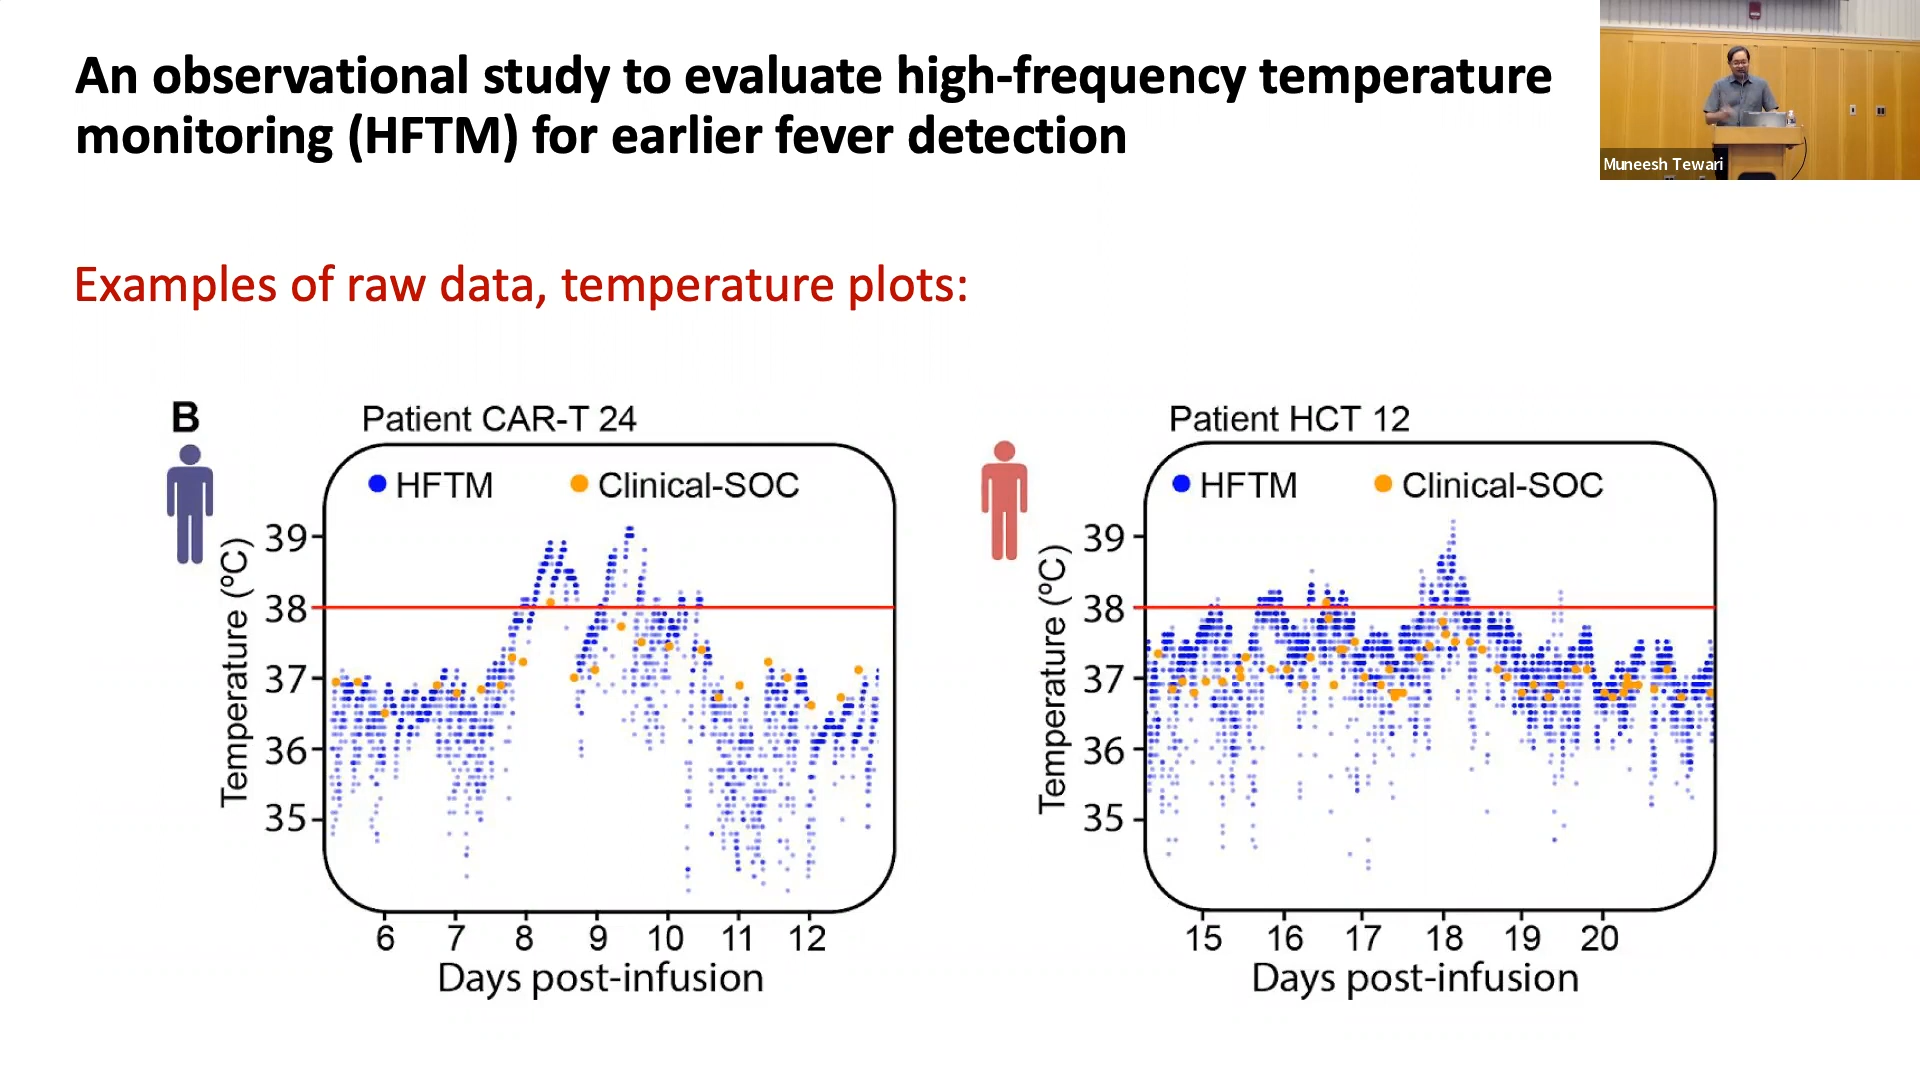 An observational study to evaluate high-frequency temperature
monitoring (HFTM) for earlier fever detection
Muneesh Tewari
Examples of raw data, temperature plots:
B
Patient CAR-T 24
HFTM
Clinical-SOC
Temperature (ºC)
39
38
37
36
35
6 7 8 9 10 11 12
Days post-infusion
Patient HCT 12
HFTM
Clinical-SOC
Temperature (ºC)
39
38
37
36
35
15 16 17 18 19 20
Days post-infusion